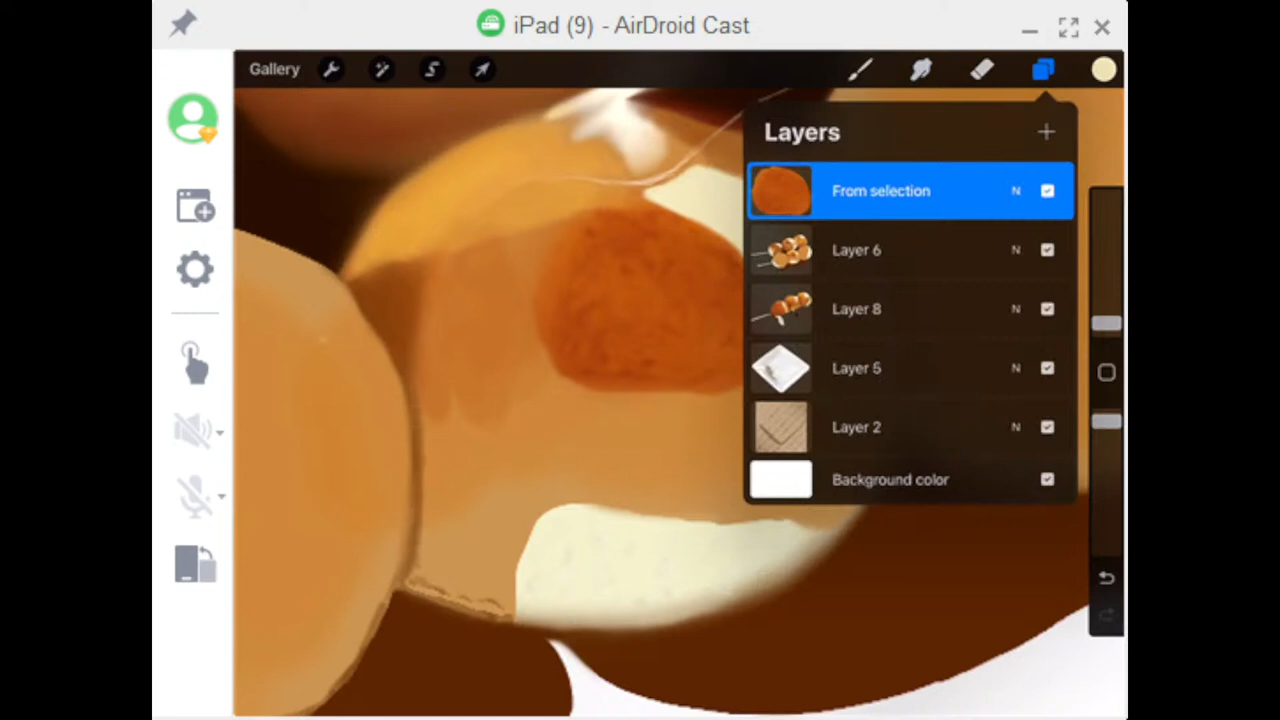 iPad (9) - AirDroid Cast
Gallery
Layers
From selection N
Layer 6 N
Layer 8 N
Layer 5 N
Layer 2 N
Background color